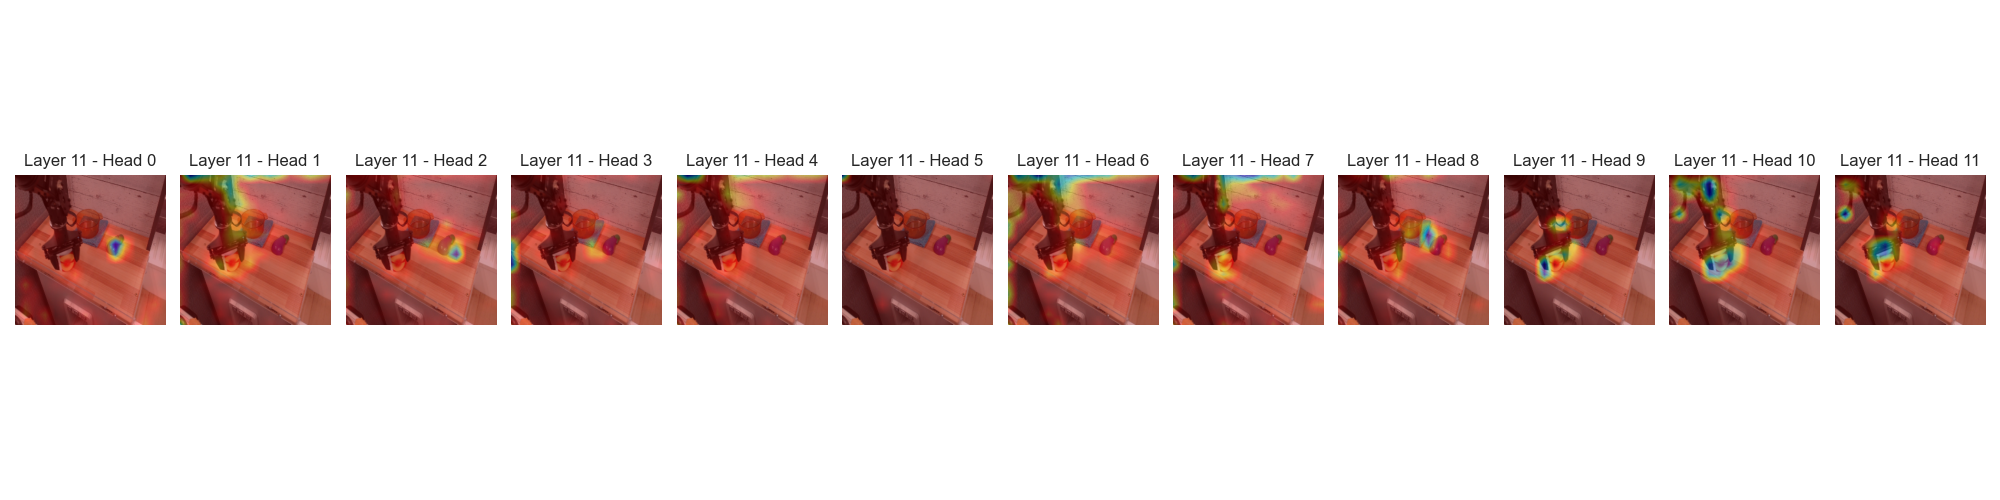 Layer 11 - Head 0
Layer 11 - Head 1
Layer 11 - Head 2
Layer 11 - Head 3
Layer 11 - Head 4
Layer 11 - Head 5
Layer 11 - Head 6
Layer 11 - Head 7
Layer 11 - Head 8
Layer 11 - Head 9
Layer 11 - Head 10
Layer 11 - Head 11